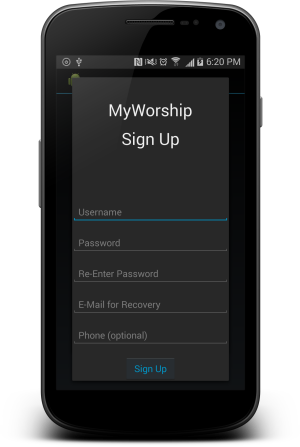 6:20 PM
MyWorship
Sign Up
Username
Password
Re-Enter Password
E-Mail for Recovery
Phone (optional)
Sign Up